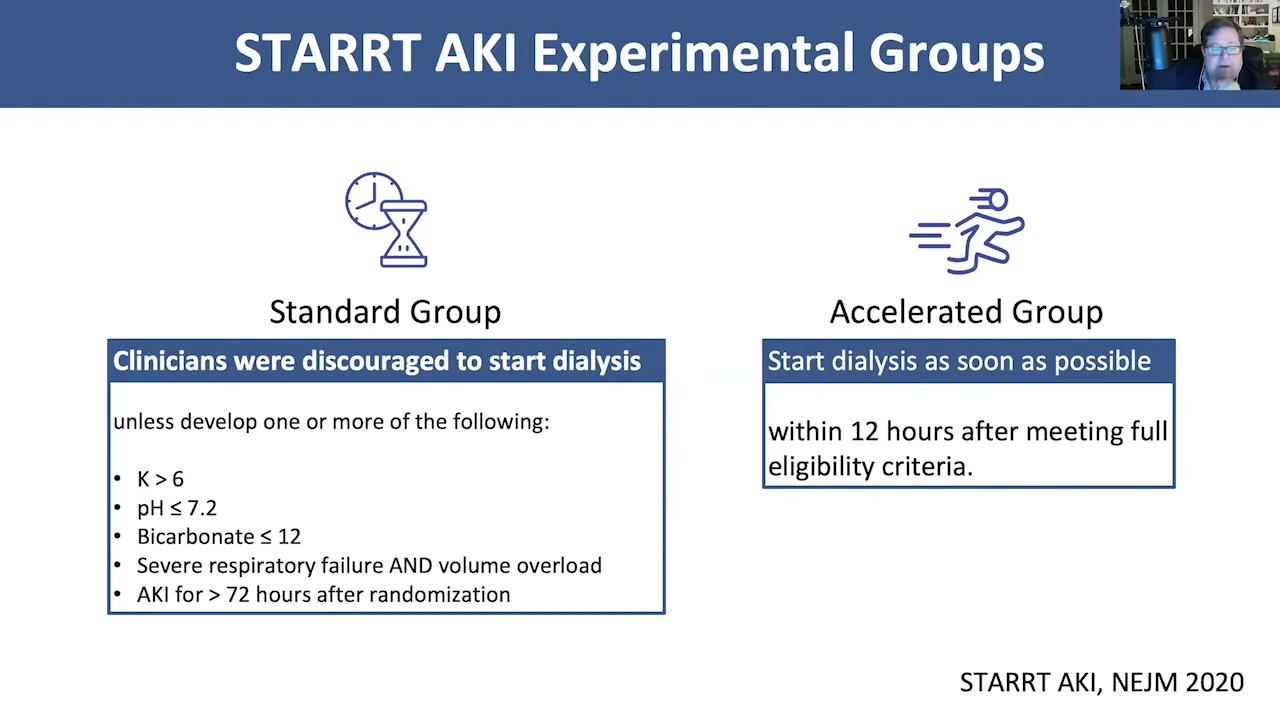 STARRT AKI Experimental Groups
Standard Group
Clinicians were discouraged to start dialysis
unless develop one or more of the following:
• K > 6
• pH ≤ 7.2
• Bicarbonate ≤ 12
• Severe respiratory failure AND volume overload
• AKI for > 72 hours after randomization
Accelerated Group
Start dialysis as soon as possible
within 12 hours after meeting full
eligibility criteria.
STARRT AKI, NEJM 2020